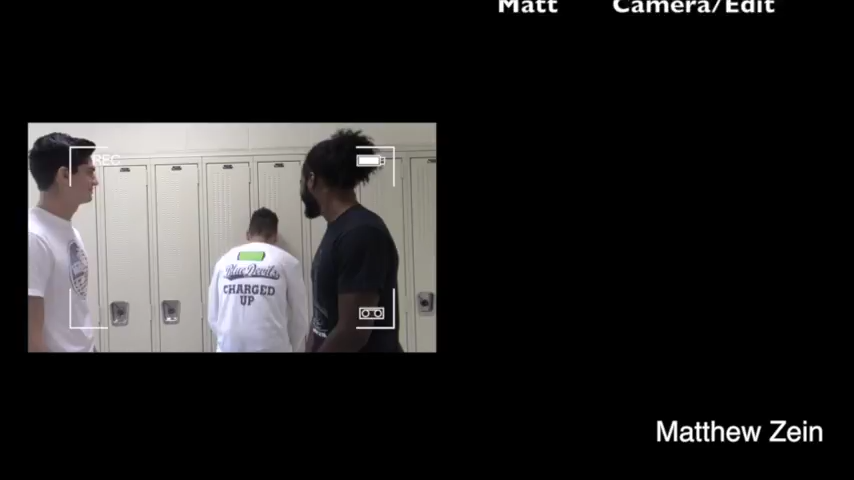 Matt Camera/Edit
REC
Blue Devils
CHARGED
UP
Matthew Zein